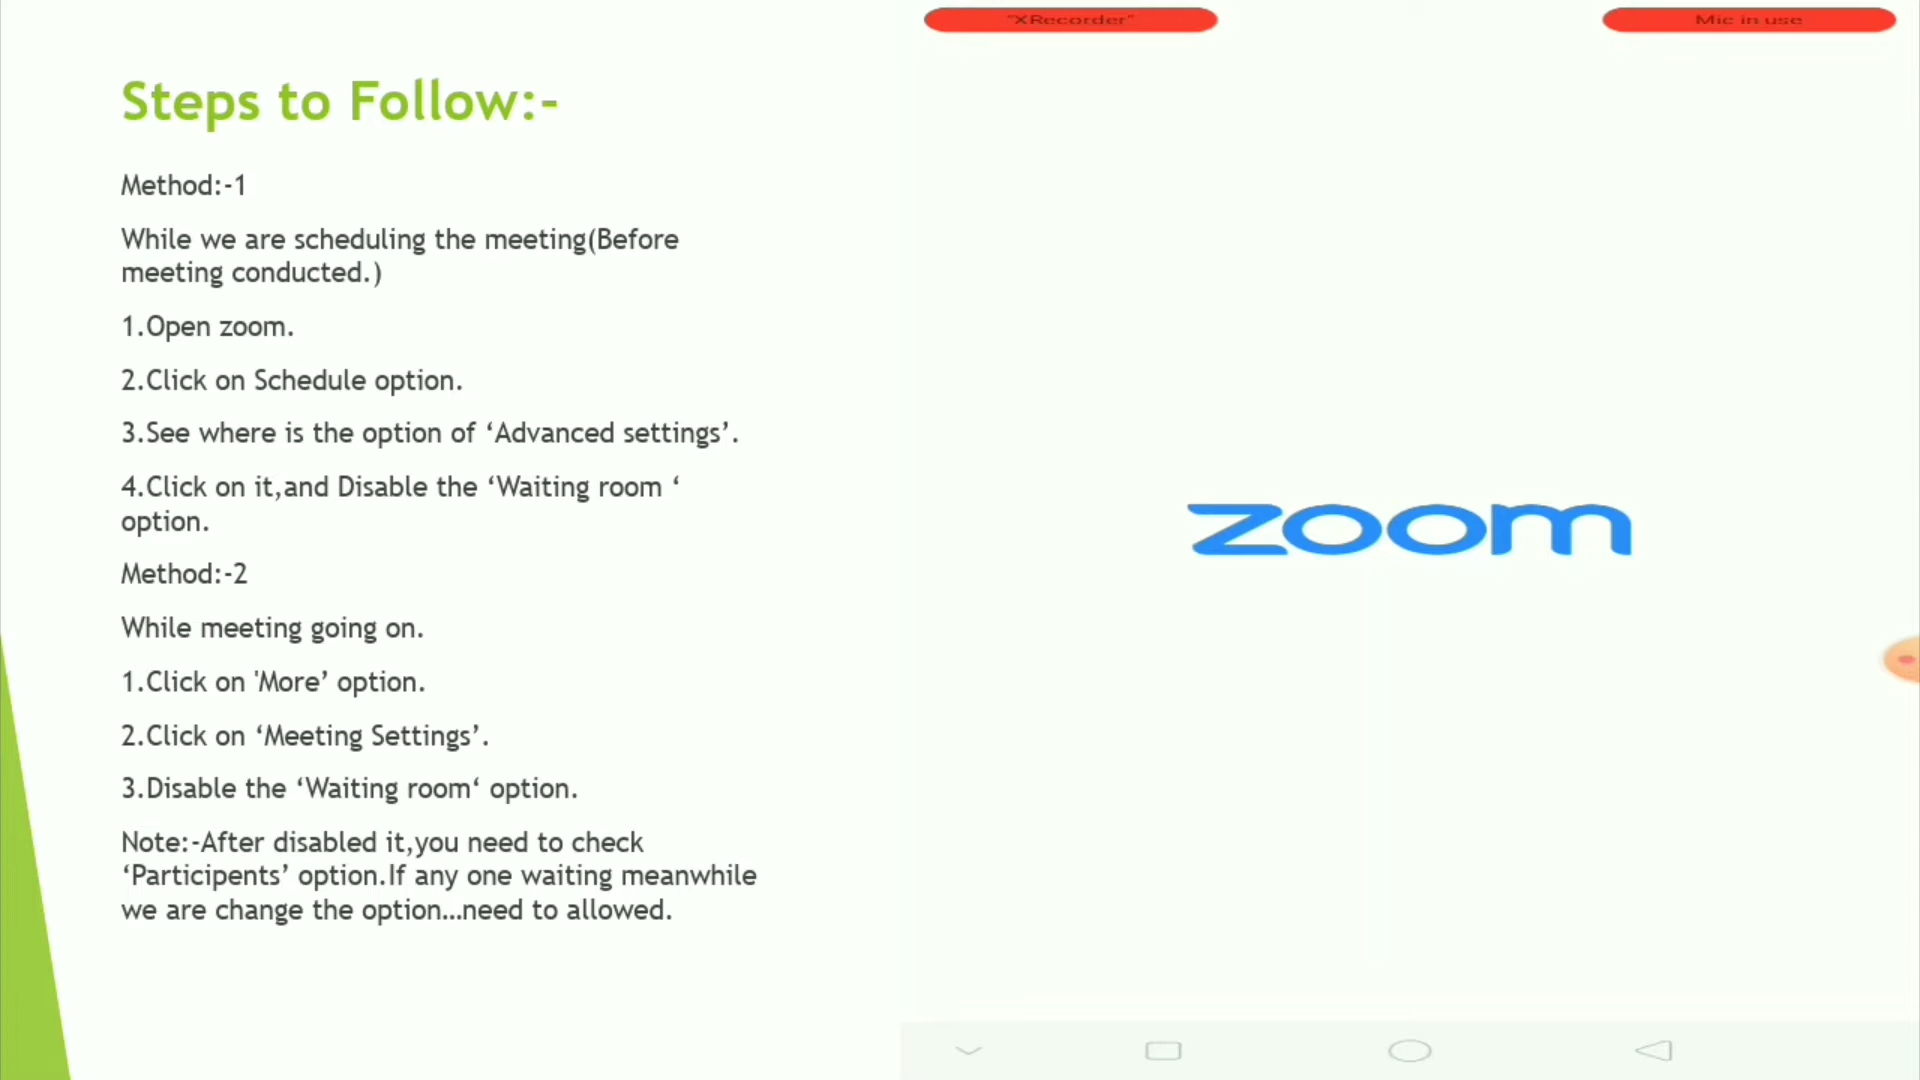 "XRecorder"
Mic in use
Steps to Follow:-
Method:-1
While we are scheduling the meeting(Before
meeting conducted.)
1.Open zoom.
2.Click on Schedule option.
3.See where is the option of ‘Advanced settings’.
4.Click on it,and Disable the ‘Waiting room ‘
option.
Method:-2
While meeting going on.
1.Click on 'More’ option.
2.Click on ‘Meeting Settings’.
3.Disable the ‘Waiting room‘ option.
Note:-After disabled it,you need to check
‘Participents’ option.If any one waiting meanwhile
we are change the option…need to allowed.
zoom